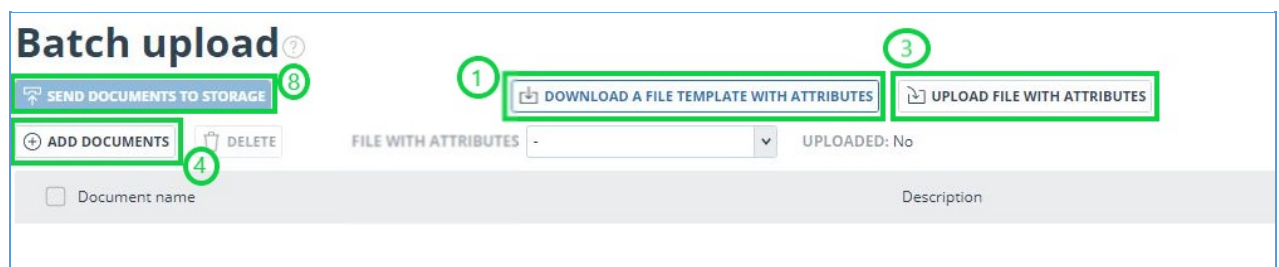 Batch upload ?
3
SEND DOCUMENTS TO STORAGE 8 1 DOWNLOAD A FILE TEMPLATE WITH ATTRIBUTES UPLOAD FILE WITH ATTRIBUTES
ADD DOCUMENTS DELETE FILE WITH ATTRIBUTES - UPLOADED: No
4
Document name Description